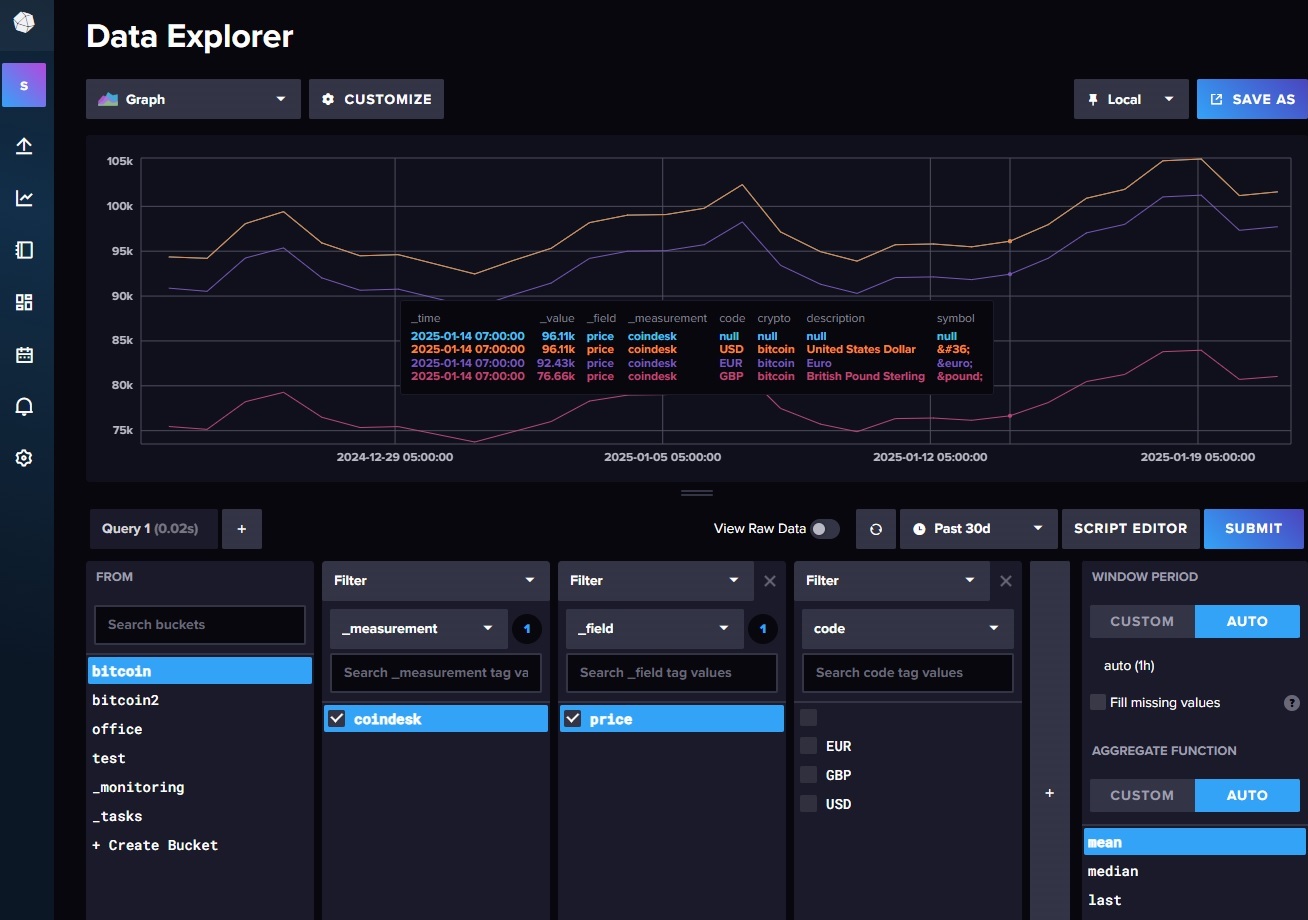 Data Explorer
S
Graph
CUSTOMIZE
Local
SAVE AS
105k
100k
95k
90k
85k
80k
75k
_time _value _field _measurement code crypto description symbol
2025-01-14 07:00:00 96.11k price coindesk null null null null
2025-01-14 07:00:00 96.11k price coindesk USD bitcoin United States Dollar &#36;
2025-01-14 07:00:00 92.43k price coindesk EUR bitcoin Euro &euro;
2025-01-14 07:00:00 76.66k price coindesk GBP bitcoin British Pound Sterling &pound;
2024-12-29 05:00:00 2025-01-05 05:00:00 2025-01-12 05:00:00 2025-01-19 05:00:00
Query 1 (0.02s)
+
View Raw Data
Past 30d
SCRIPT EDITOR
SUBMIT
FROM
Search buckets
bitcoin
bitcoin2
office
test
_monitoring
_tasks
+ Create Bucket
Filter
_measurement
1
Search _measurement tag va
coindesk
Filter
_field
1
Search _field tag values
price
Filter
code
Search code tag values
EUR
GBP
USD
+
WINDOW PERIOD
CUSTOM AUTO
auto (1h)
Fill missing values
?
AGGREGATE FUNCTION
CUSTOM AUTO
mean
median
last